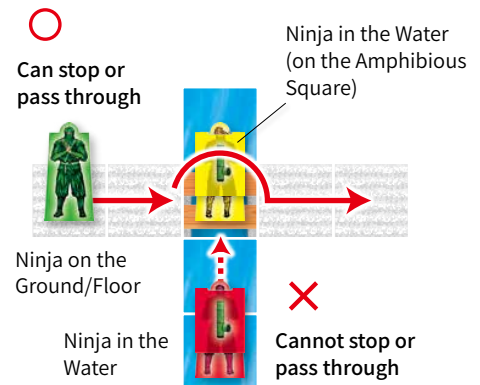 Can stop or
pass through
Ninja in the Water
(on the Amphibious
Square)
Ninja on the
Ground/Floor
Ninja in the
Water
Cannot stop or
pass through